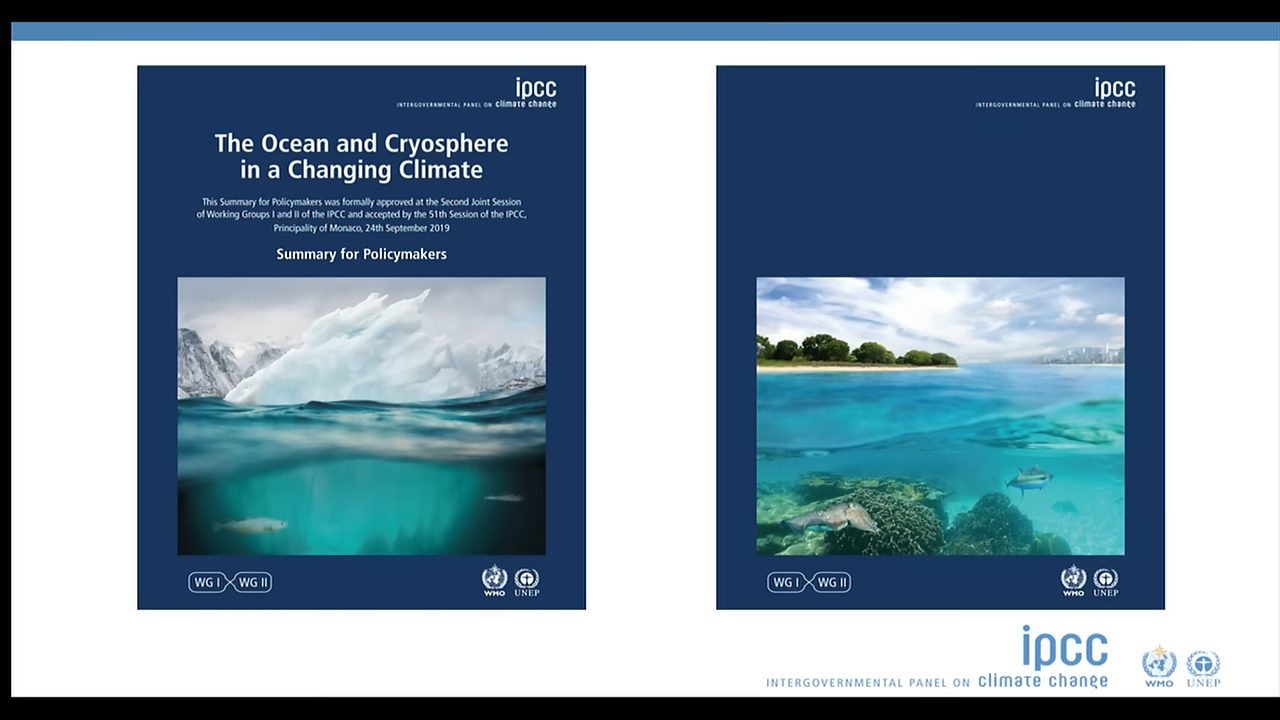 ipcc
INTERGOVERNMENTAL PANEL ON climate change
The Ocean and Cryosphere
in a Changing Climate
This Summary for Policymakers was formally approved at the Second Joint Session
of Working Groups I and II of the IPCC and accepted by the 51th Session of the IPCC,
Principality of Monaco, 24th September 2019
Summary for Policymakers
WG I WG II
WMO UNEP
ipcc
INTERGOVERNMENTAL PANEL ON climate change
WG I WG II
WMO UNEP
ipcc
INTERGOVERNMENTAL PANEL ON climate change
WMO UNEP